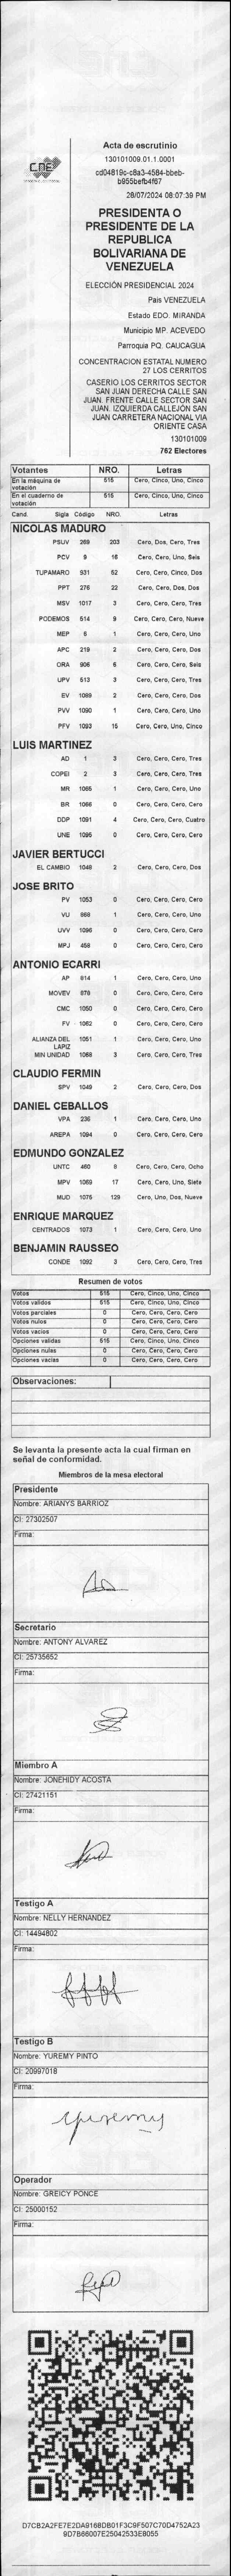 CNE
Acta de escrutinio
130101009.01.1.0001
cd04819c-c8a3-4584-bbeb-
b955befb4f67
28/07/2024 08:07:39 PM
PRESIDENTA O
PRESIDENTE DE LA
REPUBLICA
BOLIVARIANA DE
VENEZUELA
ELECCIÓN PRESIDENCIAL 2024
Pais VENEZUELA
Estado EDO. MIRANDA
Municipio MP. ACEVEDO
Parroquia PQ. CAUCAGUA
CONCENTRACION ESTATAL NUMERO
27 LOS CERRITOS
CASERIO LOS CERRITOS SECTOR
SAN JUAN DERECHA CALLE SAN
JUAN. FRENTE CALLE SECTOR SAN
JUAN. IZQUIERDA CALLEJÓN SAN
JUAN CARRETERA NACIONAL VIA
ORIENTE CASA
130101009
762 Electores
Votantes NRO. Letras
En la máquina de votación 515 Cero, Cinco, Uno, Cinco
En el cuaderno de votación 515 Cero, Cinco, Uno, Cinco
Cand. Sigla Código NRO. Letras
NICOLAS MADURO
PSUV 269 203 Cero, Dos, Cero, Tres
PCV 9 16 Cero, Cero, Uno, Seis
TUPAMARO 931 52 Cero, Cero, Cinco, Dos
PPT 276 22 Cero, Cero, Dos, Dos
MSV 1017 3 Cero, Cero, Cero, Tres
PODEMOS 514 9 Cero, Cero, Cero, Nueve
MEP 6 1 Cero, Cero, Cero, Uno
APC 219 2 Cero, Cero, Cero, Dos
ORA 906 6 Cero, Cero, Cero, Seis
UPV 513 3 Cero, Cero, Cero, Tres
EV 1089 2 Cero, Cero, Cero, Dos
PVV 1090 1 Cero, Cero, Cero, Uno
PFV 1093 15 Cero, Cero, Uno, Cinco
LUIS MARTINEZ
AD 1 3 Cero, Cero, Cero, Tres
COPEI 2 3 Cero, Cero, Cero, Tres
MR 1065 1 Cero, Cero, Cero, Uno
BR 1066 0 Cero, Cero, Cero, Cero
DDP 1091 4 Cero, Cero, Cero, Cuatro
UNE 1095 0 Cero, Cero, Cero, Cero
JAVIER BERTUCCI
EL CAMBIO 1048 2 Cero, Cero, Cero, Dos
JOSE BRITO
PV 1053 0 Cero, Cero, Cero, Cero
VU 868 1 Cero, Cero, Cero, Uno
UVV 1096 0 Cero, Cero, Cero, Cero
MPJ 458 0 Cero, Cero, Cero, Cero
ANTONIO ECARRI
AP 814 1 Cero, Cero, Cero, Uno
MOVEV 878 0 Cero, Cero, Cero, Cero
CMC 1050 0 Cero, Cero, Cero, Cero
FV 1062 0 Cero, Cero, Cero, Cero
ALIANZA DEL LAPIZ 1051 1 Cero, Cero, Cero, Uno
MIN UNIDAD 1068 3 Cero, Cero, Cero, Tres
CLAUDIO FERMIN
SPV 1049 2 Cero, Cero, Cero, Dos
DANIEL CEBALLOS
VPA 236 1 Cero, Cero, Cero, Uno
AREPA 1094 0 Cero, Cero, Cero, Cero
EDMUNDO GONZALEZ
UNTC 460 8 Cero, Cero, Cero, Ocho
MPV 1069 17 Cero, Cero, Uno, Siete
MUD 1075 129 Cero, Uno, Dos, Nueve
ENRIQUE MARQUEZ
CENTRADOS 1073 1 Cero, Cero, Cero, Uno
BENJAMIN RAUSSEO
CONDE 1092 3 Cero, Cero, Cero, Tres
Resumen de votos
Votos 515 Cero, Cinco, Uno, Cinco
Votos validos 515 Cero, Cinco, Uno, Cinco
Votos parciales 0 Cero, Cero, Cero, Cero
Votos nulos 0 Cero, Cero, Cero, Cero
Votos vacios 0 Cero, Cero, Cero, Cero
Opciones validas 515 Cero, Cinco, Uno, Cinco
Opciones nulas 0 Cero, Cero, Cero, Cero
Opciones vacias 0 Cero, Cero, Cero, Cero
Observaciones:
Se levanta la presente acta la cual firman en
señal de conformidad.
Miembros de la mesa electoral
Presidente
Nombre: ARIANYS BARRIOZ
CI: 27302507
Firma:
Secretario
Nombre: ANTONY ALVAREZ
CI: 25735652
Firma:
Miembro A
Nombre: JONEHIDY ACOSTA
CI: 27421151
Firma:
Testigo A
Nombre: NELLY HERNANDEZ
CI: 14494802
Firma:
Testigo B
Nombre: YUREMY PINTO
CI: 20997018
Firma:
yuremy
Operador
Nombre: GREICY PONCE
CI: 25000152
Firma:
D7CB2A2FE7E2DA9168DB01F3C9F507C70D4752A23
9D7B66007E25042533E8055